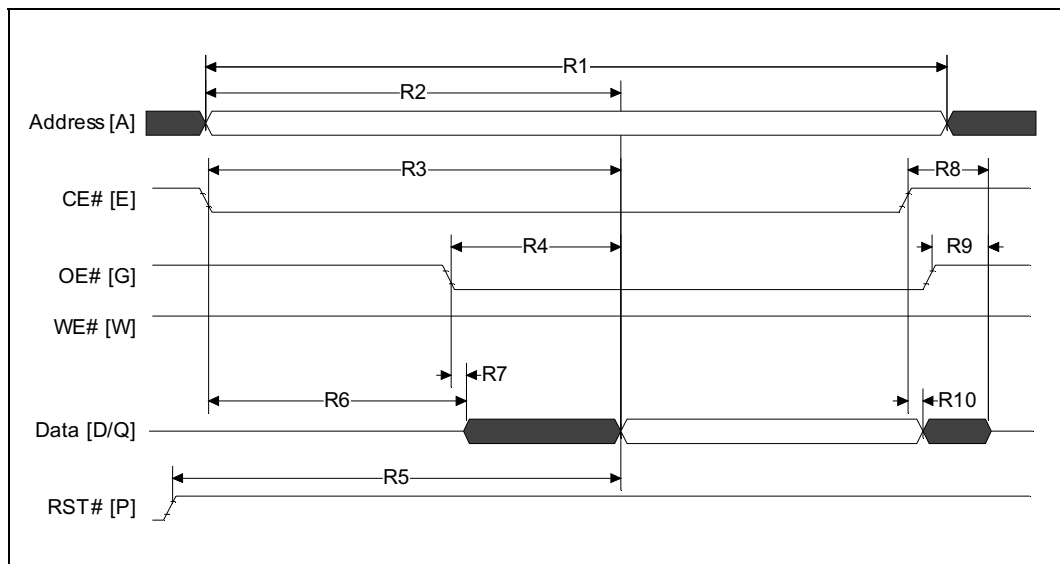 R1
R2
Address [A]
R3
R8
CE# [E]
R4
R9
OE# [G]
WE# [W]
R7
R6
R10
Data [D/Q]
R5
RST# [P]